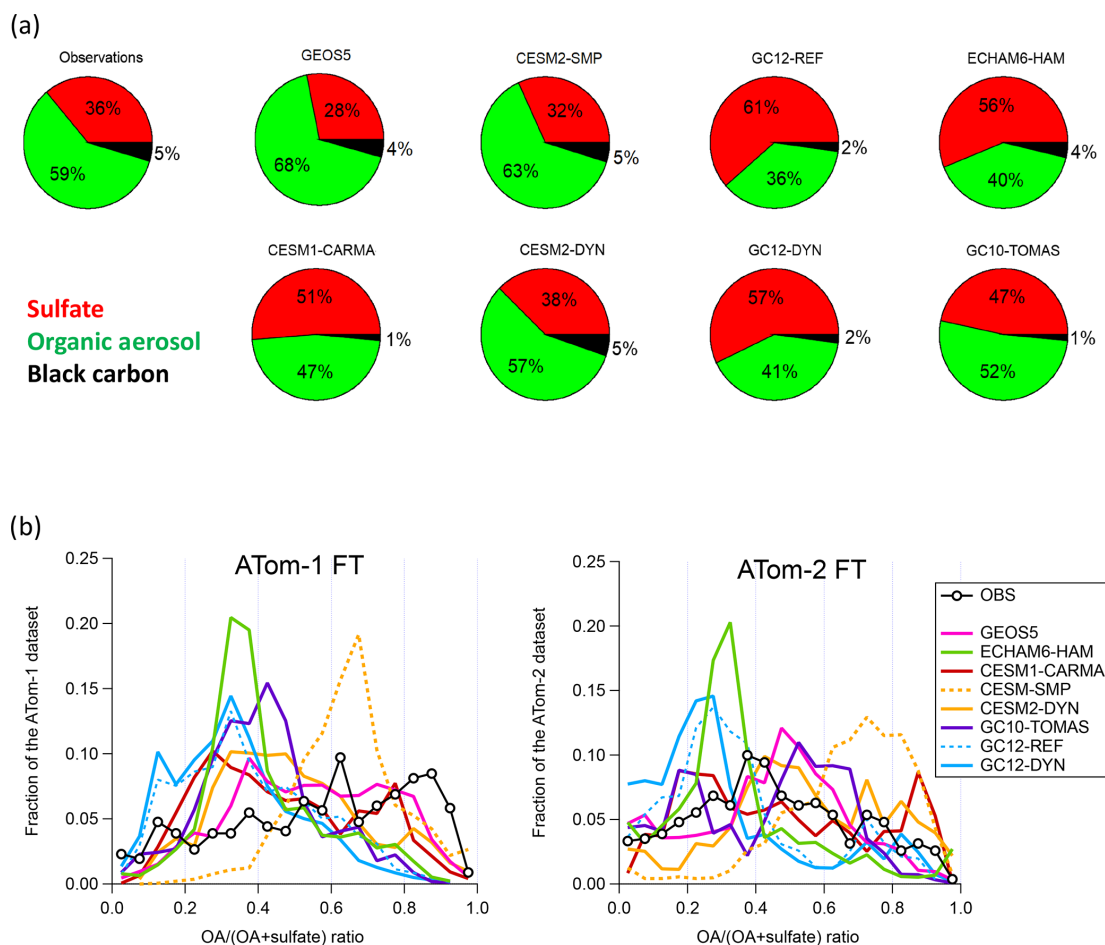 (a)
Observations
GEOS5
CESM2-SMP
GC12-REF
ECHAM6-HAM
36%
5%
59%
28%
4%
68%
32%
5%
63%
61%
2%
36%
56%
4%
40%
CESM1-CARMA
CESM2-DYN
GC12-DYN
GC10-TOMAS
51%
1%
47%
38%
5%
57%
57%
2%
41%
47%
1%
52%
Sulfate
Organic aerosol
Black carbon
(b)
ATom-1 FT
Fraction of the ATom-1 dataset
0.25
0.20
0.15
0.10
0.05
0.00
0.0 0.2 0.4 0.6 0.8 1.0
OA/(OA+sulfate) ratio
ATom-2 FT
Fraction of the ATom-2 dataset
0.25
0.20
0.15
0.10
0.05
0.00
0.0 0.2 0.4 0.6 0.8 1.0
OA/(OA+sulfate) ratio
OBS
GEOS5
ECHAM6-HAM
CESM1-CARMA
CESM-SMP
CESM2-DYN
GC10-TOMAS
GC12-REF
GC12-DYN